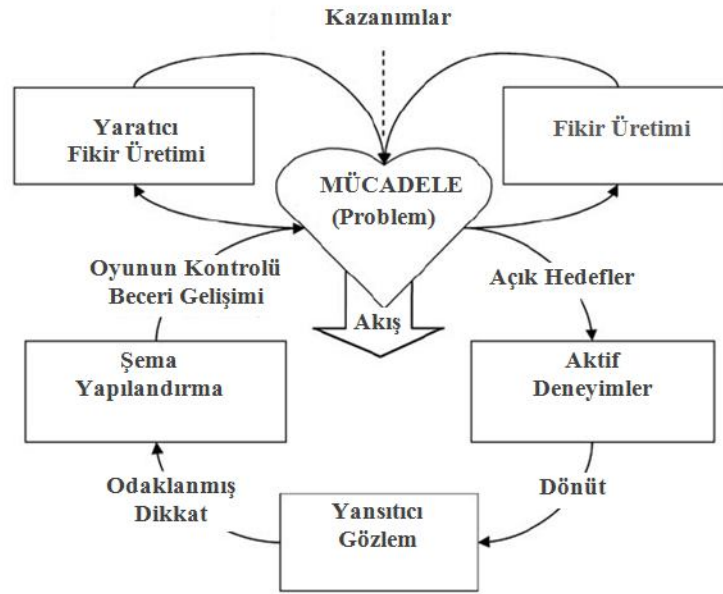 Kazanımlar
Yaratıcı
Fikir Üretimi
Fikir Üretimi
MÜCADELE
(Problem)
Oyunun Kontrolü
Beceri Gelişimi
Açık Hedefler
Akış
Şema
Yapılandırma
Aktif
Deneyimler
Odaklanmış
Dikkat
Dönüt
Yansıtıcı
Gözlem